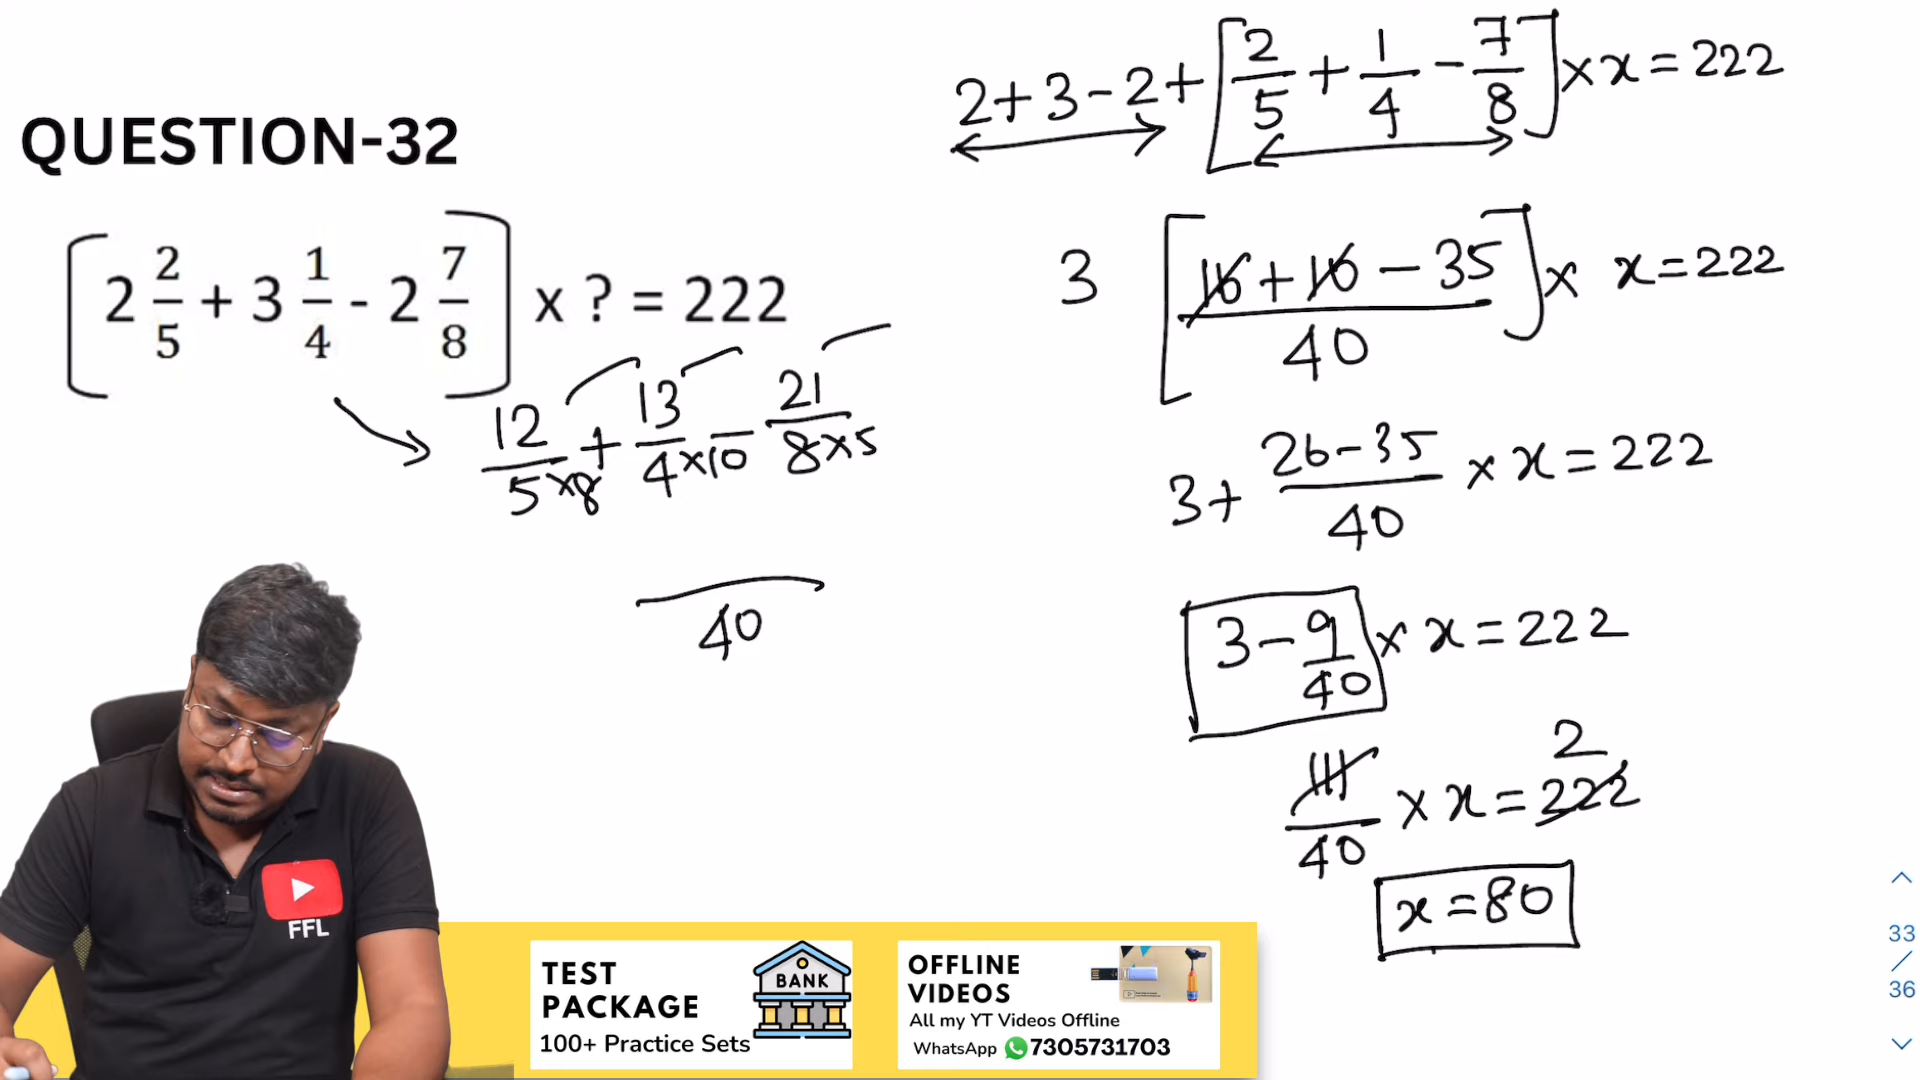 QUESTION-32
[2 2/5 + 3 1/4 - 2 7/8] x ? = 222
12/5×8 + 13/4×10 - 21/8×5
40
2+3-2+[2/5 + 1/4 - 7/8] × x = 222
3 [16+10-35/40] × x = 222
3+ 26-35/40 × x = 222
3 - 9/40 × x = 222
2
111/40 × x = 222
x = 80
FFL
TEST
PACKAGE
100+ Practice Sets
BANK
OFFLINE
VIDEOS
All my YT Videos Offline
WhatsApp 7305731703
33
/
36